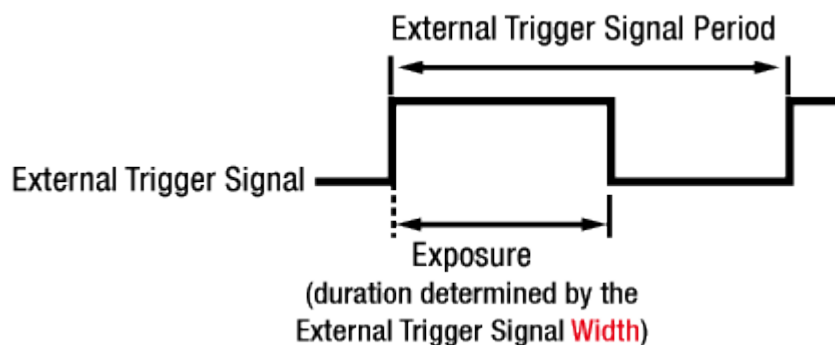 External Trigger Signal Period
External Trigger Signal
Exposure
(duration determined by the
External Trigger Signal Width)